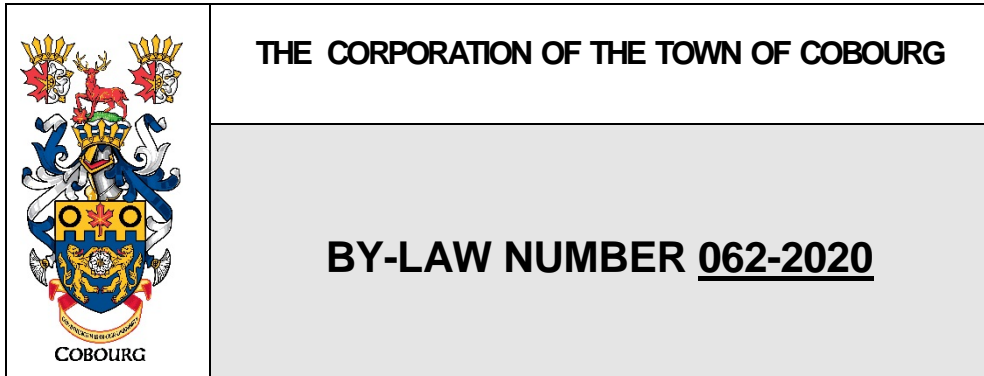 THE CORPORATION OF THE TOWN OF COBOURG
BY-LAW NUMBER 062-2020
COBOURG